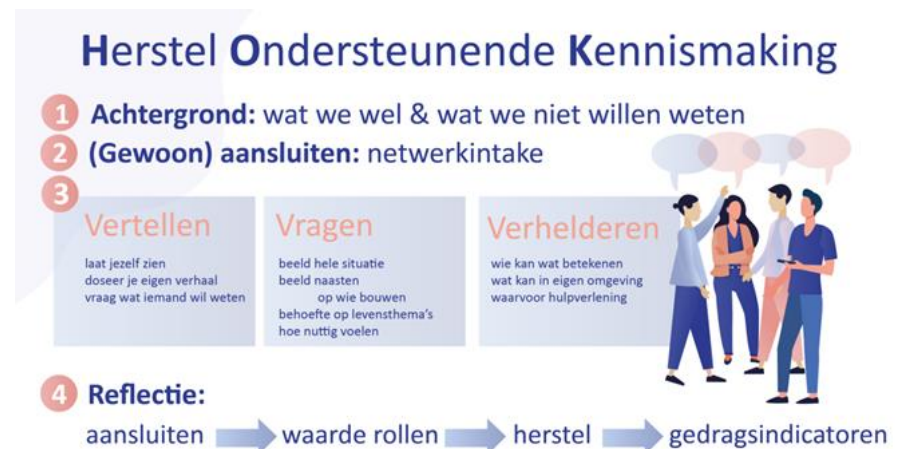 Herstel Ondersteunende Kennismaking
1 Achtergrond: wat we wel & wat we niet willen weten
2 (Gewoon) aansluiten: netwerkintake
3
Vertellen
laat jezelf zien
doseer je eigen verhaal
vraag wat iemand wil weten
Vragen
beeld hele situatie
beeld naasten
op wie bouwen
behoefte op levensthema's
hoe nuttig voelen
Verhelderen
wie kan wat betekenen
wat kan in eigen omgeving
waarvoor hulpverlening
4 Reflectie:
aansluiten waarde rollen herstel gedragsindicatoren